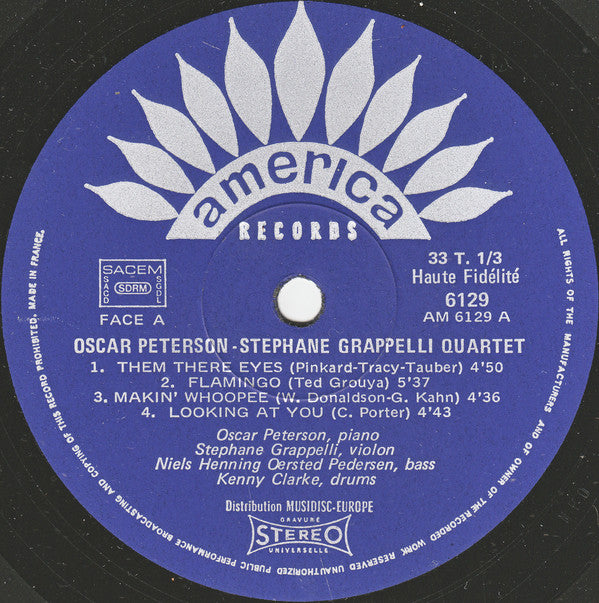 america
RECORDS
SACEM
SACD
SDRM
SGDL
FACE A
33 T. 1/3
Haute Fidélité
6129
AM 6129 A
OSCAR PETERSON-STEPHANE GRAPPELLI QUARTET
1. THEM THERE EYES (Pinkard-Tracy-Tauber) 4'50
2. FLAMINGO (Ted Grouya) 5'37
3. MAKIN' WHOOPEE (W. Donaldson-G. Kahn) 4'36
4. LOOKING AT YOU (C. Porter) 4'43
Oscar Peterson, piano
Stephane Grappelli, violon
Niels Henning Oersted Pedersen, bass
Kenny Clarke, drums
Distribution MUSIDISC-EUROPE
GRAVURE
STEREO
UNIVERSELLE
ALL RIGHTS OF THE MANUFACTURERS AND OF OWNER OF THE RECORDED WORK RESERVED UNAUTHORIZED PUBLIC PERFORMANCE BROADCASTING AND COPYING OF THIS RECORD PROHIBITED. MADE IN FRANCE.